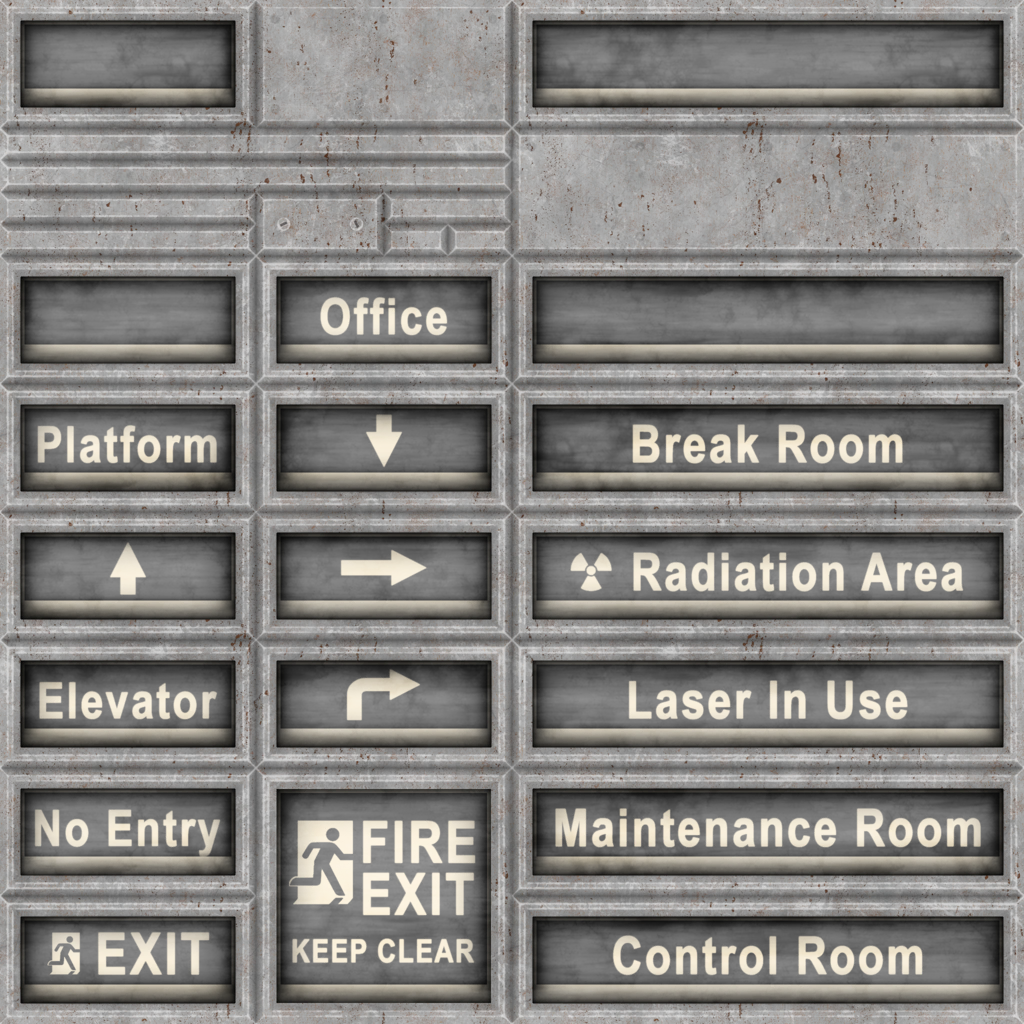 Office
Platform
Break Room
Radiation Area
Elevator
Laser In Use
No Entry
FIRE
EXIT
KEEP CLEAR
Maintenance Room
EXIT
Control Room